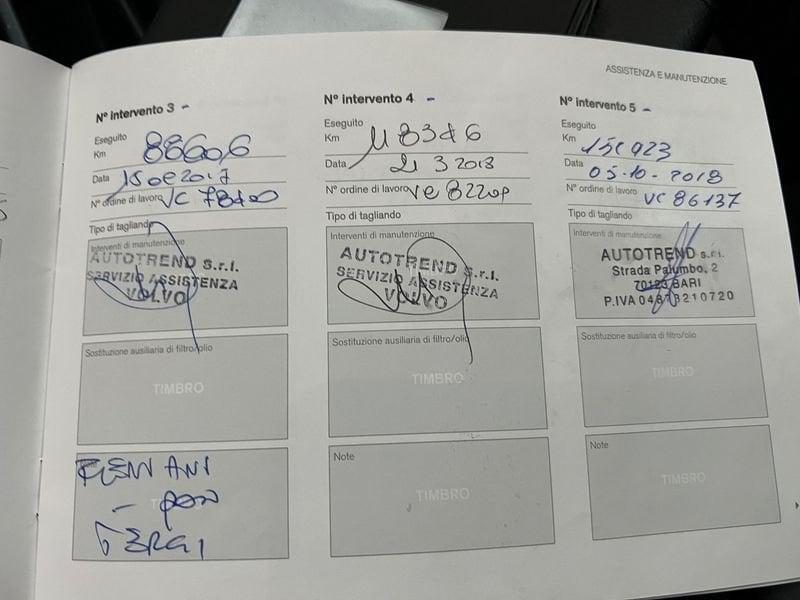 ASSISTENZA E MANUTENZIONE
N° intervento 3 -
Eseguito
Km 88606
Data
N° ordine di lavoro VC 78400
Tipo di tagliando
Interventi di manutenzione
AUTOTREND S.r.l.
SERVIZIO ASSISTENZA
VOLVO
Sostituzione ausiliaria di filtro/olio
TIMBRO
N° intervento 4 -
Eseguito
Km
Data 21 3 2018
N° ordine di lavoro
Tipo di tagliando
Interventi di manutenzione
AUTOTREND S.r.l.
SERVIZIO ASSISTENZA
VOLVO
Sostituzione ausiliaria di filtro/olio
TIMBRO
Note
TIMBRO
N° intervento 5 -
Eseguito
Km
Data 05-10-2018
N° ordine di lavoro VC 86137
Tipo di tagliando
Interventi di manutenzione
AUTOTREND s.r.l.
Strada Palumbo, 2
70123 BARI
P.IVA
Sostituzione ausiliaria di filtro/olio
TIMBRO
Note
TIMBRO